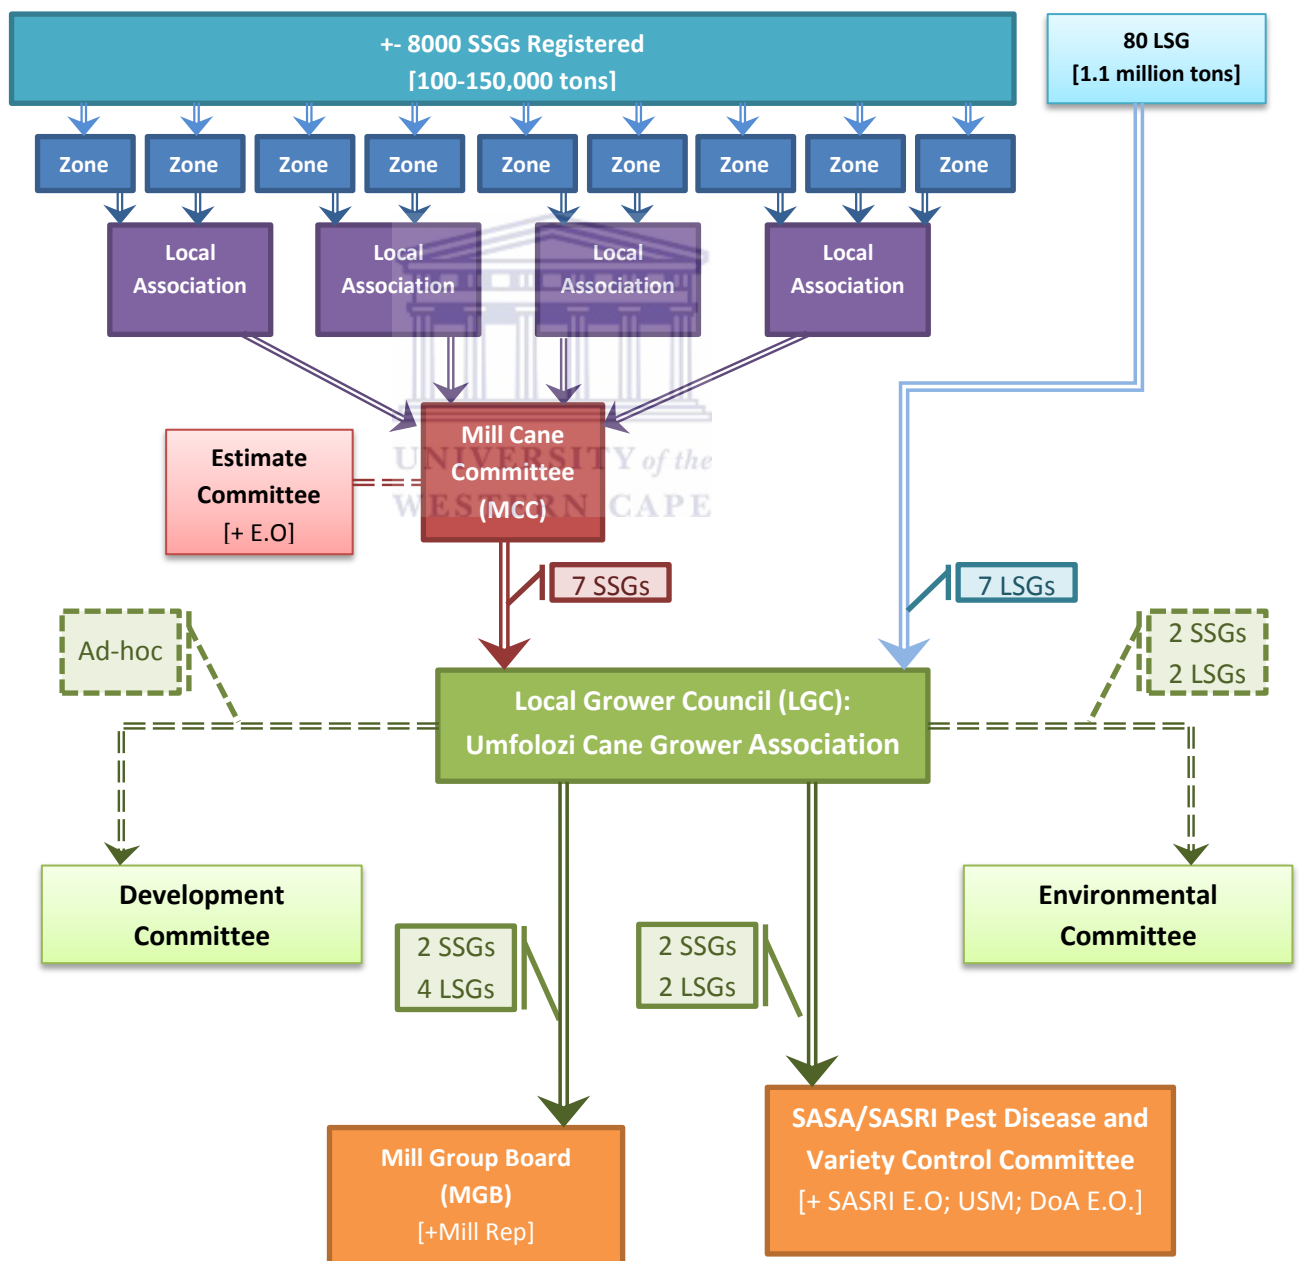 +- 8000 SSGs Registered
[100-150,000 tons]
80 LSG
[1.1 million tons]
Zone
Zone
Zone
Zone
Zone
Zone
Zone
Zone
Zone
Local
Association
Local
Association
Local
Association
Local
Association
Mill Cane
Committee
(MCC)
UNIVERSITY of the
WESTERN CAPE
Estimate
Committee
[+ E.O]
7 SSGs
7 LSGs
Ad-hoc
2 SSGs
2 LSGs
Local Grower Council (LGC):
Umfolozi Cane Grower Association
Development
Committee
Environmental
Committee
2 SSGs
4 LSGs
2 SSGs
2 LSGs
Mill Group Board
(MGB)
[+Mill Rep]
SASA/SASRI Pest Disease and
Variety Control Committee
[+ SASRI E.O; USM; DoA E.O.]